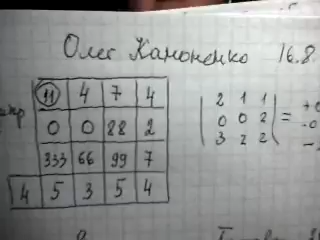 Олег Каноненко 16.8
11 4 7 4
0 0 88 2
333 66 99 7
4 5 3 5 4
2 1 1
0 0 2 =
3 2 2